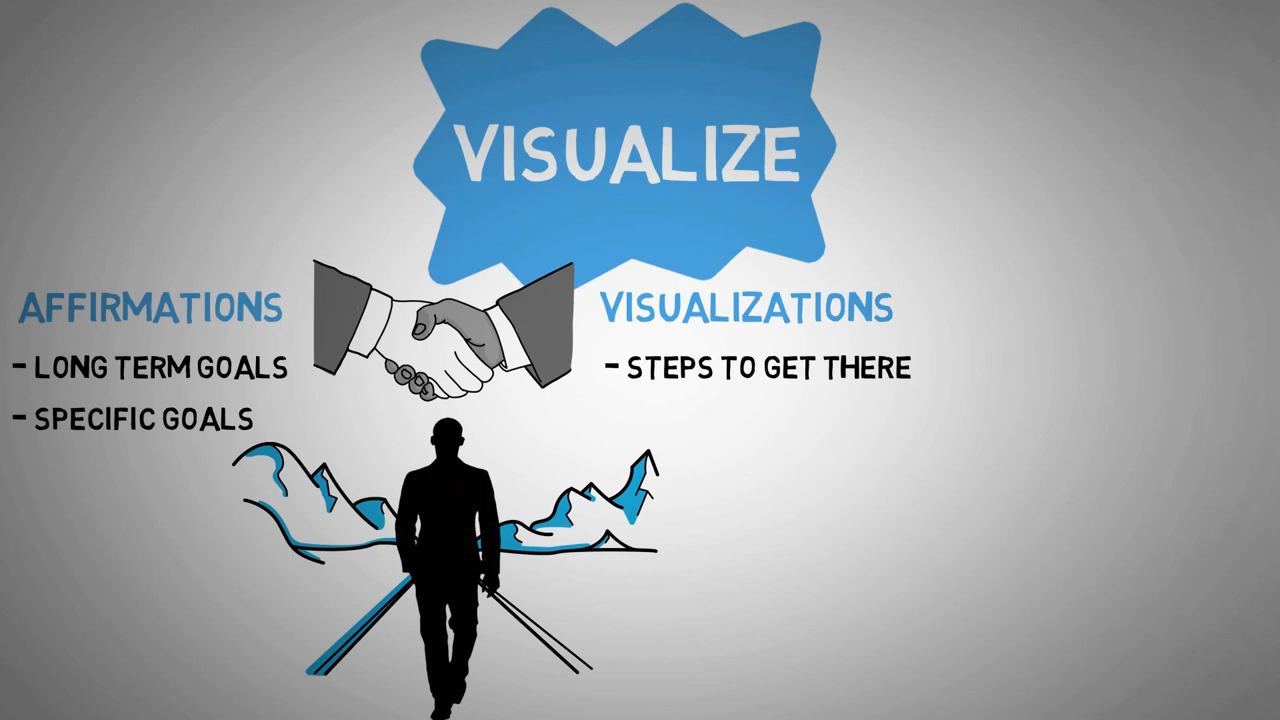 VISUALIZE
AFFIRMATIONS
- LONG TERM GOALS
- SPECIFIC GOALS
VISUALIZATIONS
- STEPS TO GET THERE